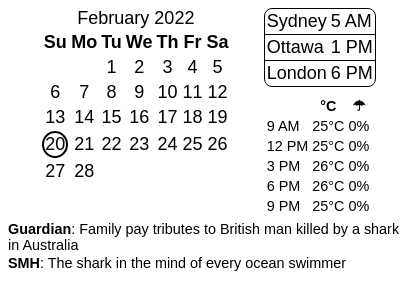 February 2022
Su Mo Tu We Th Fr Sa
1 2 3 4 5
6 7 8 9 10 11 12
13 14 15 16 17 18 19
20 21 22 23 24 25 26
27 28
Sydney 5 AM
Ottawa 1 PM
London 6 PM
°C ☂
9 AM 25°C 0%
12 PM 25°C 0%
3 PM 26°C 0%
6 PM 26°C 0%
9 PM 25°C 0%
Guardian: Family pay tributes to British man killed by a shark
in Australia
SMH: The shark in the mind of every ocean swimmer